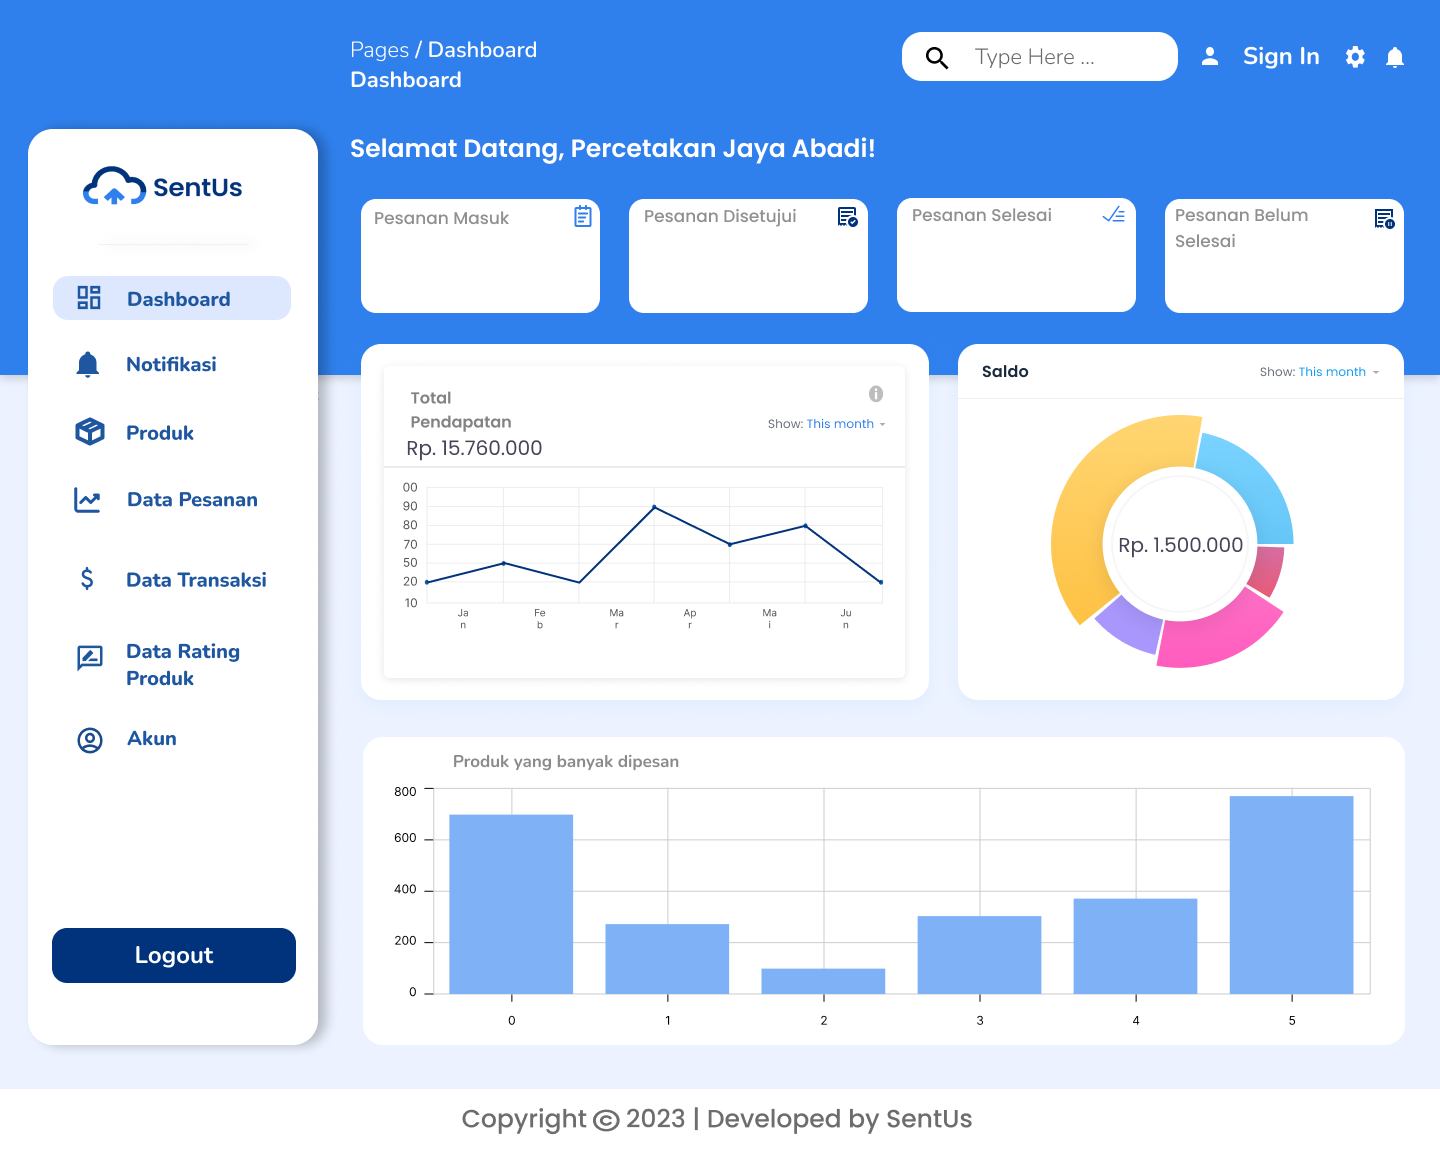 Pages / Dashboard
Dashboard
Type Here ...
Sign In
SentUs
Dashboard
Notifikasi
Produk
Data Pesanan
Data Transaksi
Data Rating
Produk
Akun
Logout
Selamat Datang, Percetakan Jaya Abadi!
Pesanan Masuk
Pesanan Disetujui
Pesanan Selesai
Pesanan Belum
Selesai
Total
Pendapatan
Rp. 15.760.000
Show: This month
00
90
80
70
50
20
10
Ja
n
Fe
b
Ma
r
Ap
r
Ma
i
Ju
n
Saldo
Show: This month
Rp. 1.500.000
Produk yang banyak dipesan
800
600
400
200
0
0 1 2 3 4 5
Copyright © 2023 | Developed by SentUs